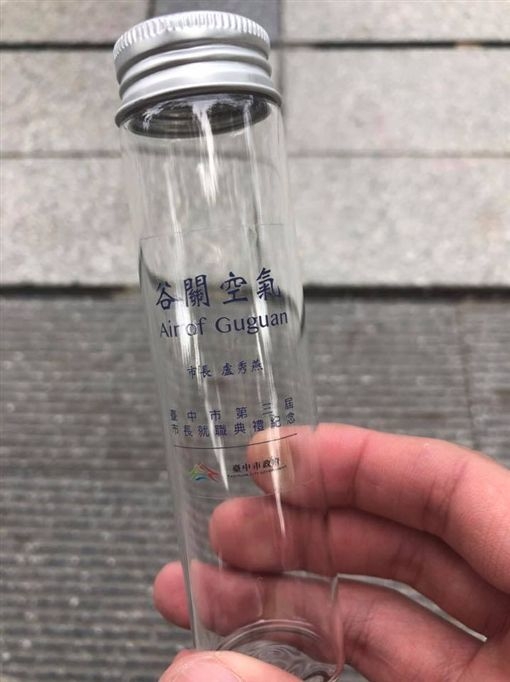 谷關空氣
Air of Guguan
市長 盧秀燕
臺中市第三屆
市長就職典禮紀念
臺中市政府